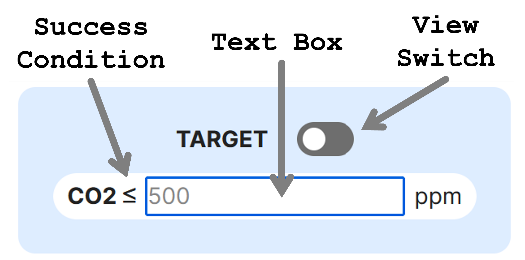 Success
Condition
Text Box
View
Switch
TARGET
CO2 ≤ 500 ppm